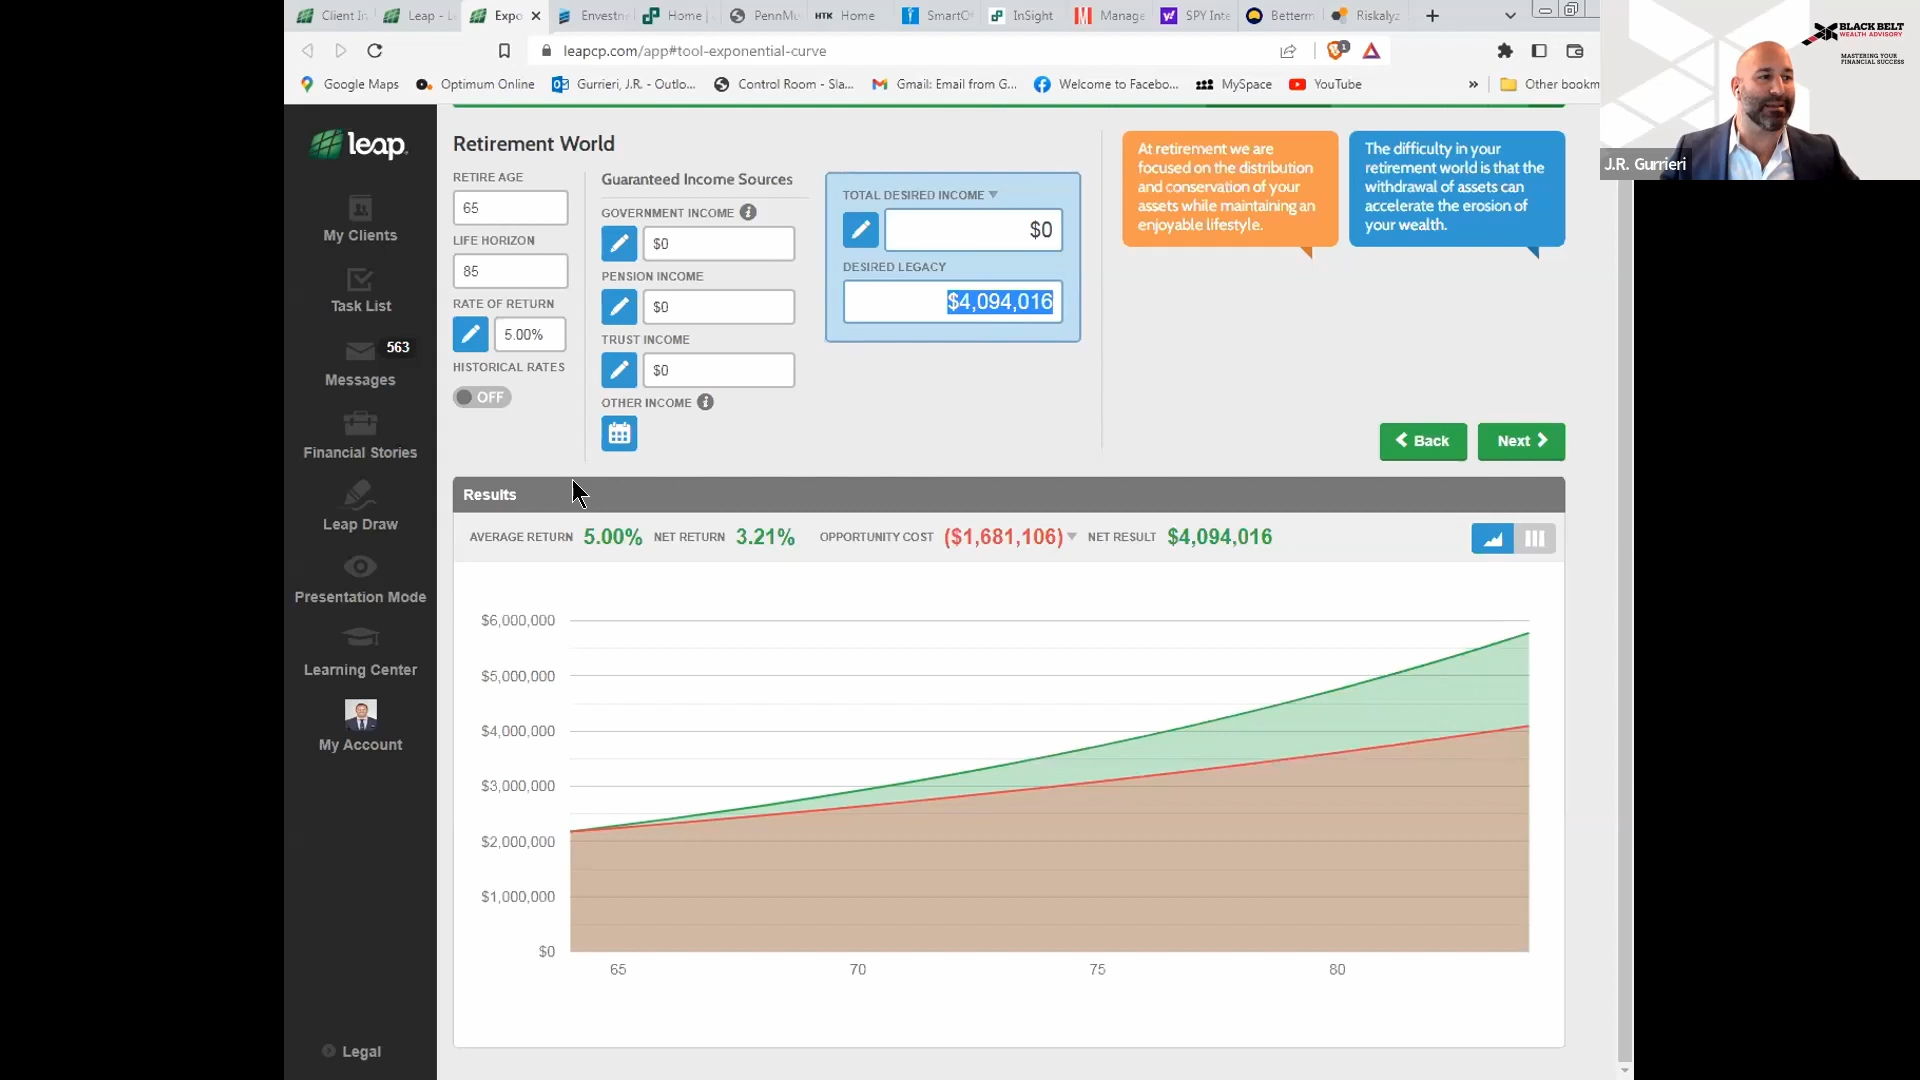 Client In
Leap - L
Expo
Envestn
Home
PennMu
HTK Home
SmartOf
InSight
Manage
SPY Inte
Betterm
Riskalyz
leapcp.com/app#tool-exponential-curve
1
Google Maps
Optimum Online
Gurrieri, J.R. - Outlo...
Control Room - Sla...
Gmail: Email from G...
Welcome to Facebo...
MySpace
YouTube
»
Other bookm
BLACK BELT
WEALTH ADVISORY
MASTERING YOUR
FINANCIAL SUCCESS
J.R. Gurrieri
leap.
My Clients
Task List
563
Messages
Financial Stories
Leap Draw
Presentation Mode
Learning Center
My Account
Legal
Retirement World
RETIRE AGE
65
LIFE HORIZON
85
RATE OF RETURN
5.00%
HISTORICAL RATES
OFF
Guaranteed Income Sources
GOVERNMENT INCOME
$0
PENSION INCOME
$0
TRUST INCOME
$0
OTHER INCOME
TOTAL DESIRED INCOME
$0
DESIRED LEGACY
$4,094,016
At retirement we are
focused on the distribution
and conservation of your
assets while maintaining an
enjoyable lifestyle.
The difficulty in your
retirement world is that the
withdrawal of assets can
accelerate the erosion of
your wealth.
Back
Next
Results
AVERAGE RETURN 5.00% NET RETURN 3.21% OPPORTUNITY COST ($1,681,106) NET RESULT $4,094,016
$6,000,000
$5,000,000
$4,000,000
$3,000,000
$2,000,000
$1,000,000
$0
65 70 75 80